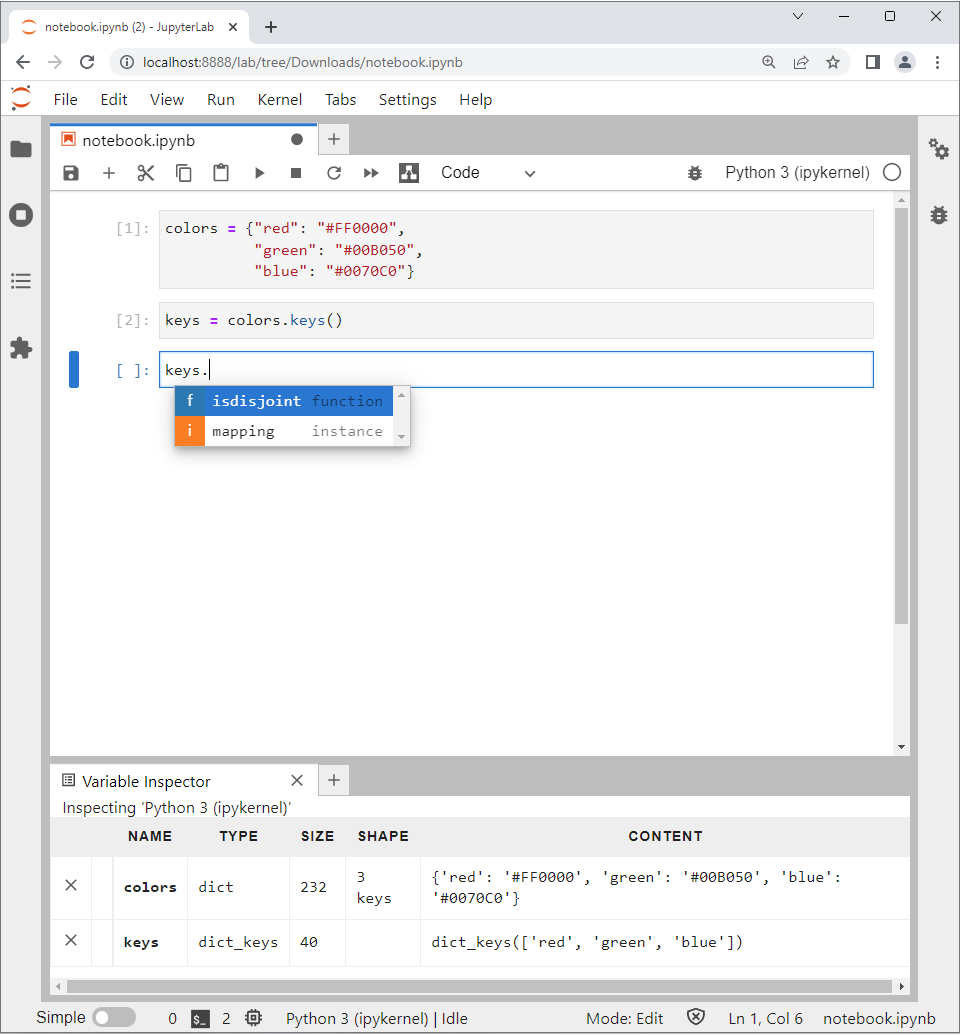 notebook.ipynb (2) - JupyterLab
localhost:8888/lab/tree/Downloads/notebook.ipynb
File Edit View Run Kernel Tabs Settings Help
notebook.ipynb
Code Python 3 (ipykernel)
[1]: colors = {"red": "#FF0000",
"green": "#00B050",
"blue": "#0070C0"}
[2]: keys = colors.keys()
[ ]: keys.
f isdisjoint function
i mapping instance
Variable Inspector
Inspecting 'Python 3 (ipykernel)'
NAME TYPE SIZE SHAPE CONTENT
colors dict 232 3 keys {'red': '#FF0000', 'green': '#00B050', 'blue':
'#0070C0'}
keys dict_keys 40 dict_keys(['red', 'green', 'blue'])
Simple 0 $_ 2 Python 3 (ipykernel) | Idle Mode: Edit Ln 1, Col 6 notebook.ipynb